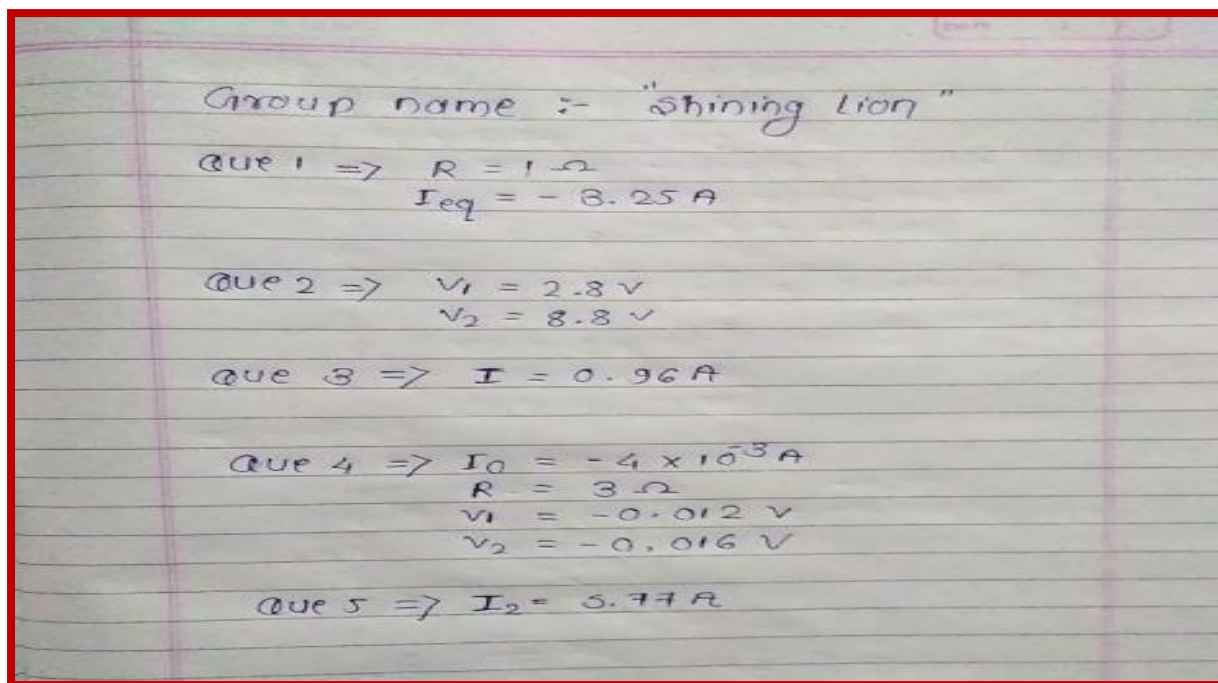 Group name :- "Shining Lion"
Que 1 => R = 1 Ω
Ieq = - 3.25 A
Que 2 => V1 = 2.8 V
V2 = 8.8 V
Que 3 => I = 0.96 A
Que 4 => I0 = - 4 x 10⁻³ A
R = 3 Ω
V1 = -0.012 V
V2 = -0.016 V
Que 5 => I2 = 5.77 A